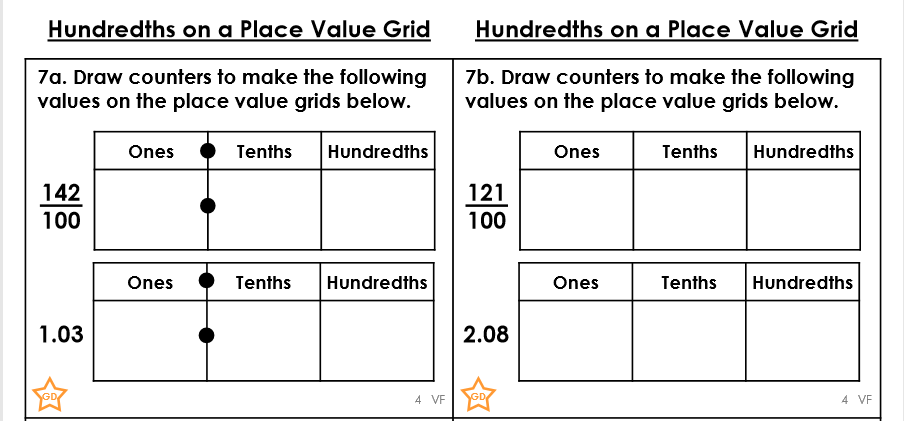 Hundredths on a Place Value Grid
7a. Draw counters to make the following
values on the place value grids below.
142
100
Ones Tenths Hundredths
1.03
Ones Tenths Hundredths
GD
4 VF
Hundredths on a Place Value Grid
7b. Draw counters to make the following
values on the place value grids below.
121
100
Ones Tenths Hundredths
2.08
Ones Tenths Hundredths
GD
4 VF